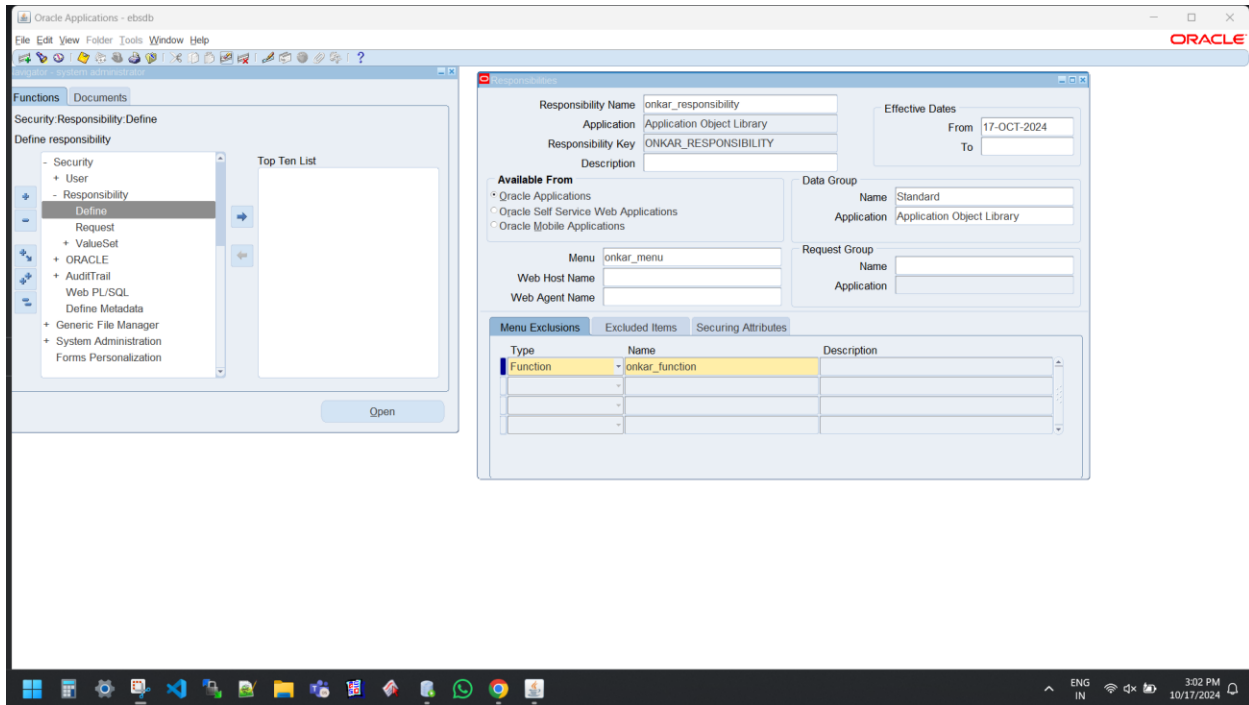 Oracle Applications - ebsdb
File Edit View Folder Tools Window Help
ORACLE
Navigator - system administrator
Functions Documents
Security:Responsibility:Define
Define responsibility
- Security
+ User
- Responsibility
Define
Request
+ ValueSet
+ ORACLE
+ AuditTrail
Web PL/SQL
Define Metadata
+ Generic File Manager
+ System Administration
Forms Personalization
Top Ten List
Open
Responsibilities
Responsibility Name onkar_responsibility
Application Application Object Library
Responsibility Key ONKAR_RESPONSIBILITY
Description
Effective Dates
From 17-OCT-2024
To
Available From
Oracle Applications
Oracle Self Service Web Applications
Oracle Mobile Applications
Data Group
Name Standard
Application Application Object Library
Menu onkar_menu
Web Host Name
Web Agent Name
Request Group
Name
Application
Menu Exclusions Excluded Items Securing Attributes
Type Name Description
Function onkar_function
ENG
IN
3:02 PM
10/17/2024